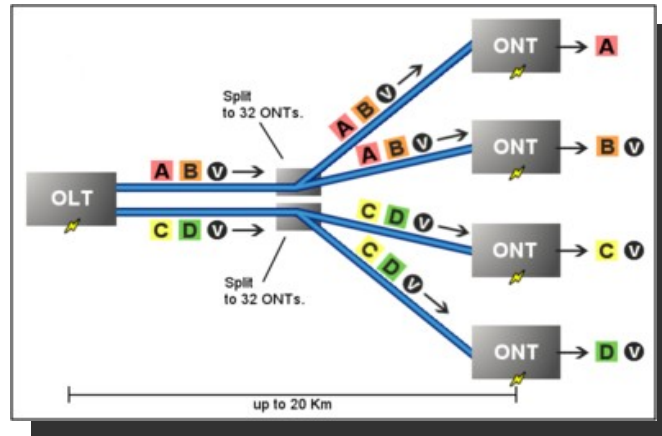 ONT
A
Split
to 32 ONTs.
A B V
A B V
ONT
B V
A B V
OLT
C D V
C D V
ONT
C V
C D V
Split
to 32 ONTs.
ONT
D V
up to 20 Km